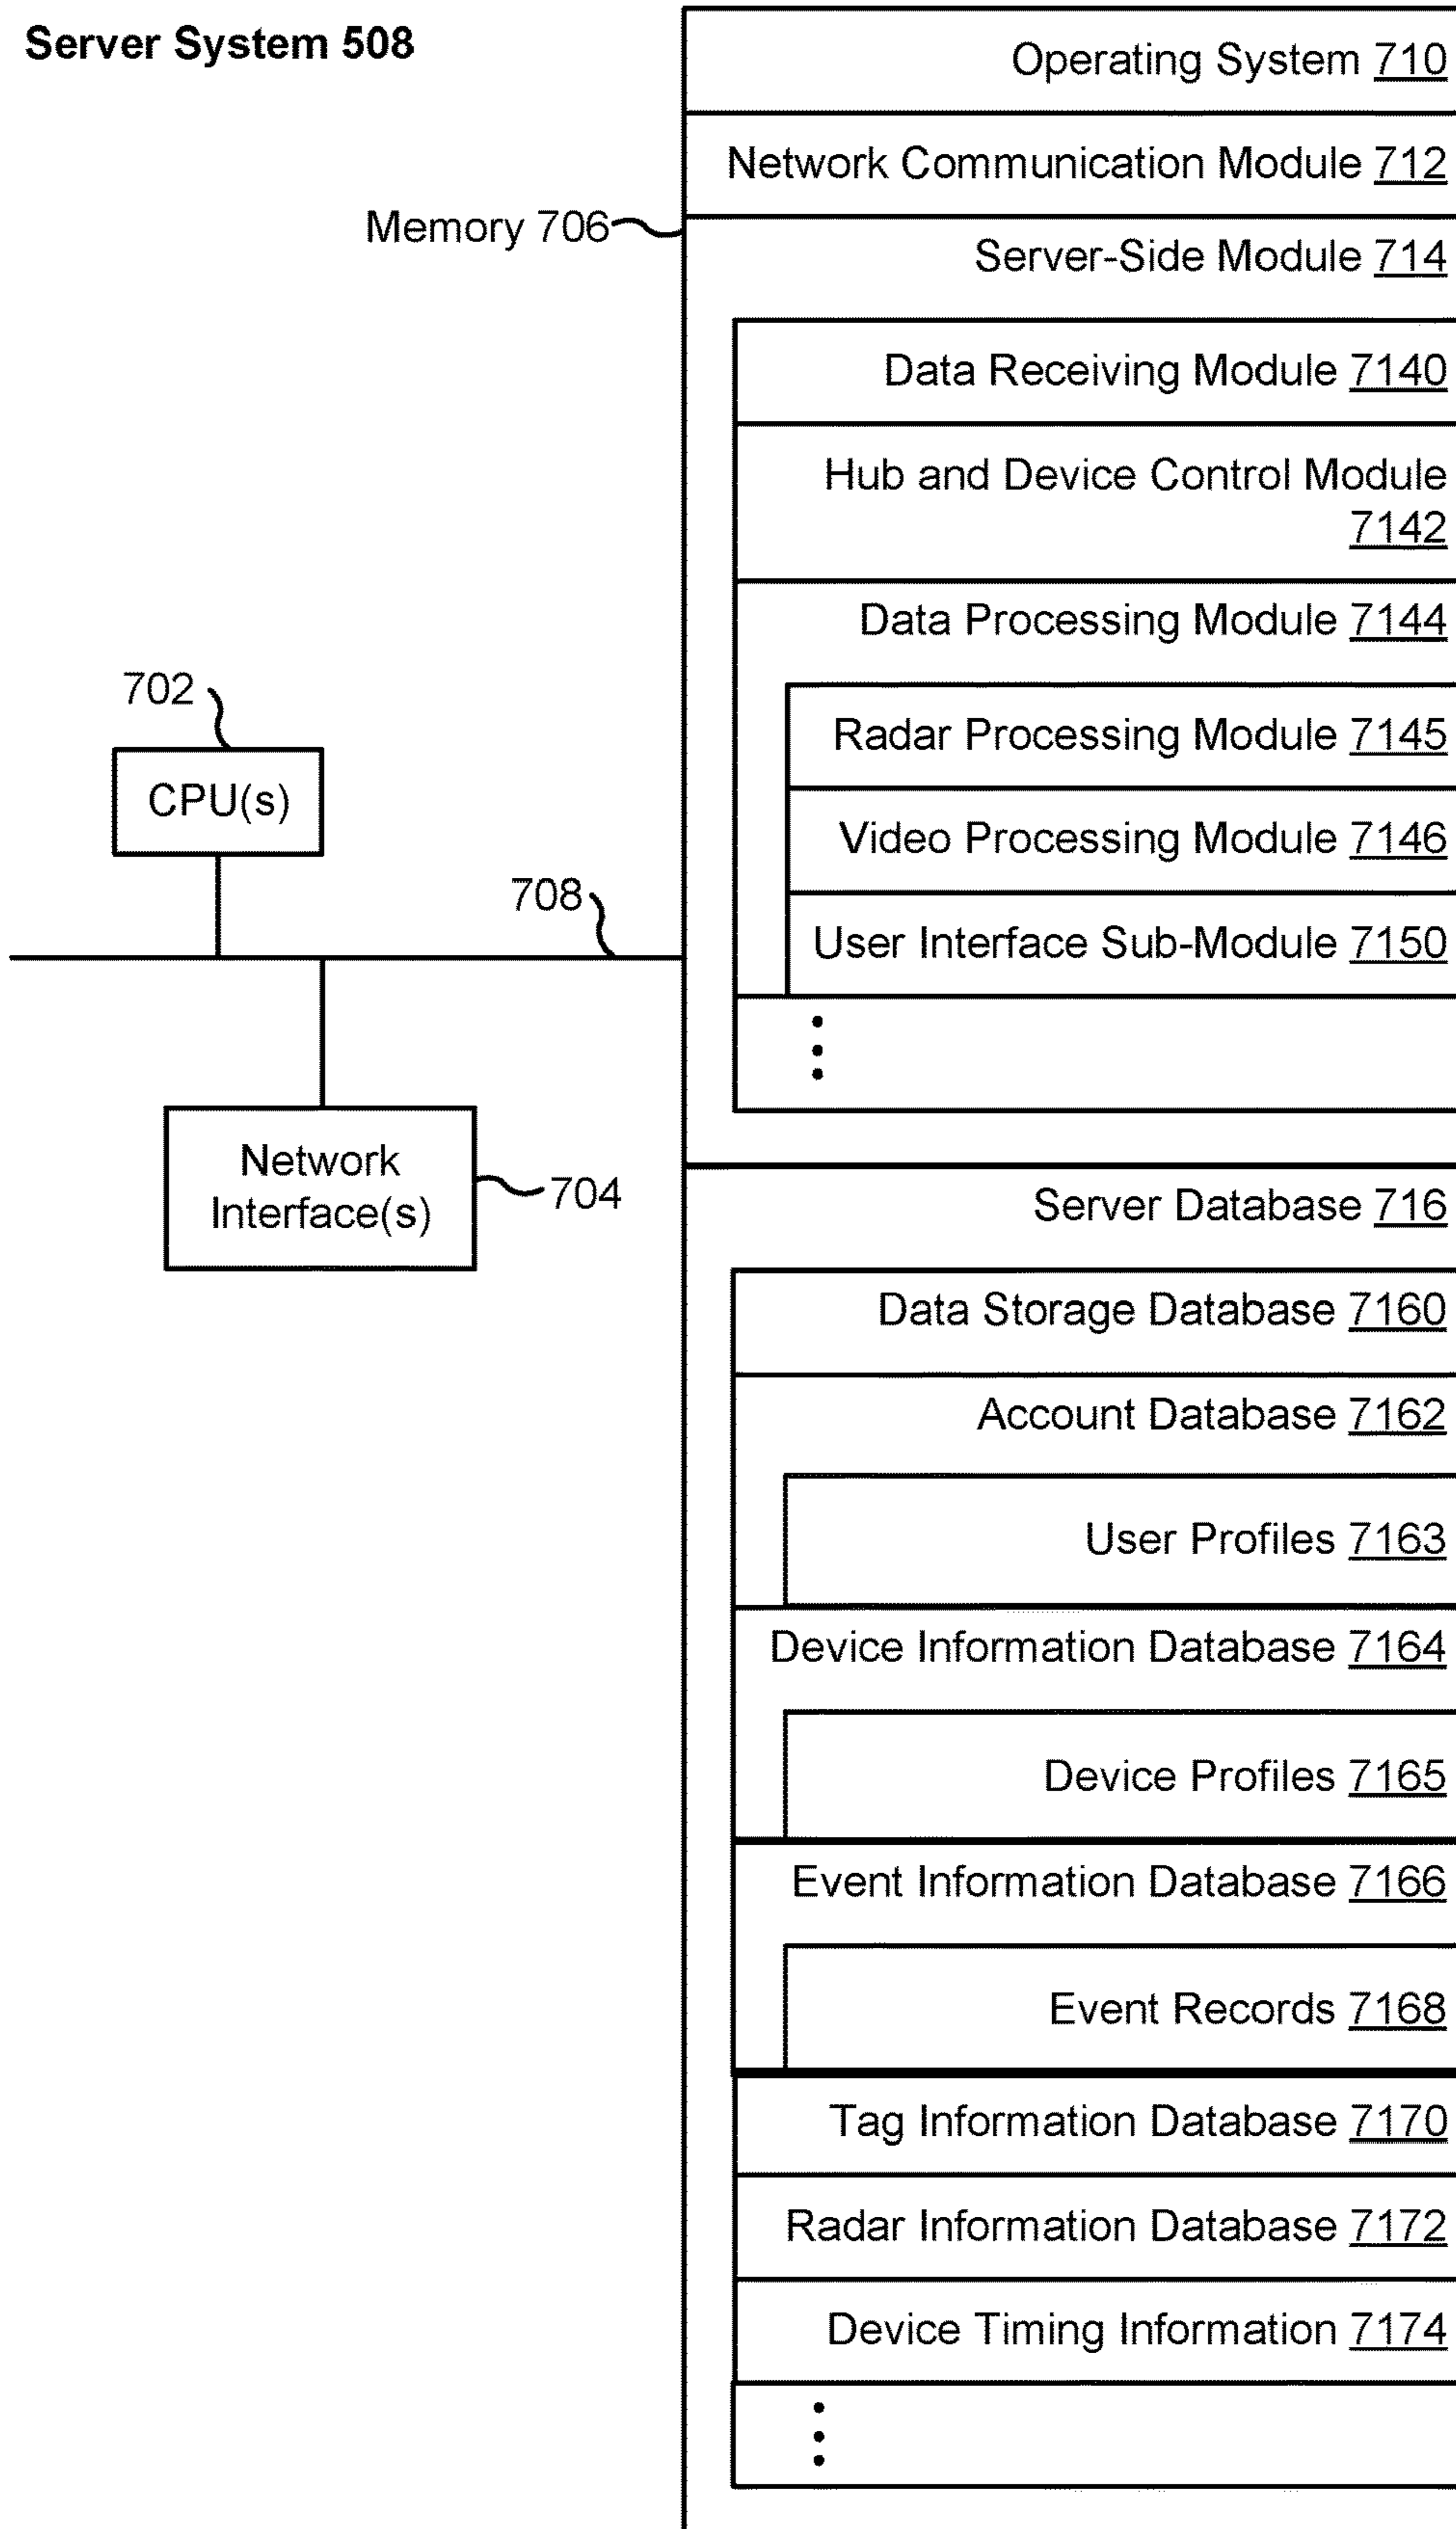 Server System 508
Operating System 710
Network Communication Module 712
Memory 706
Server-Side Module 714
Data Receiving Module 7140
Hub and Device Control Module
7142
Data Processing Module 7144
702
Radar Processing Module 7145
CPU(s)
Video Processing Module 7146
708
User Interface Sub-Module 7150
Network
Interface(s)
704
Server Database 716
Data Storage Database 7160
Account Database 7162
User Profiles 7163
Device Information Database 7164
Device Profiles 7165
Event Information Database 7166
Event Records 7168
Tag Information Database 7170
Radar Information Database 7172
Device Timing Information 7174